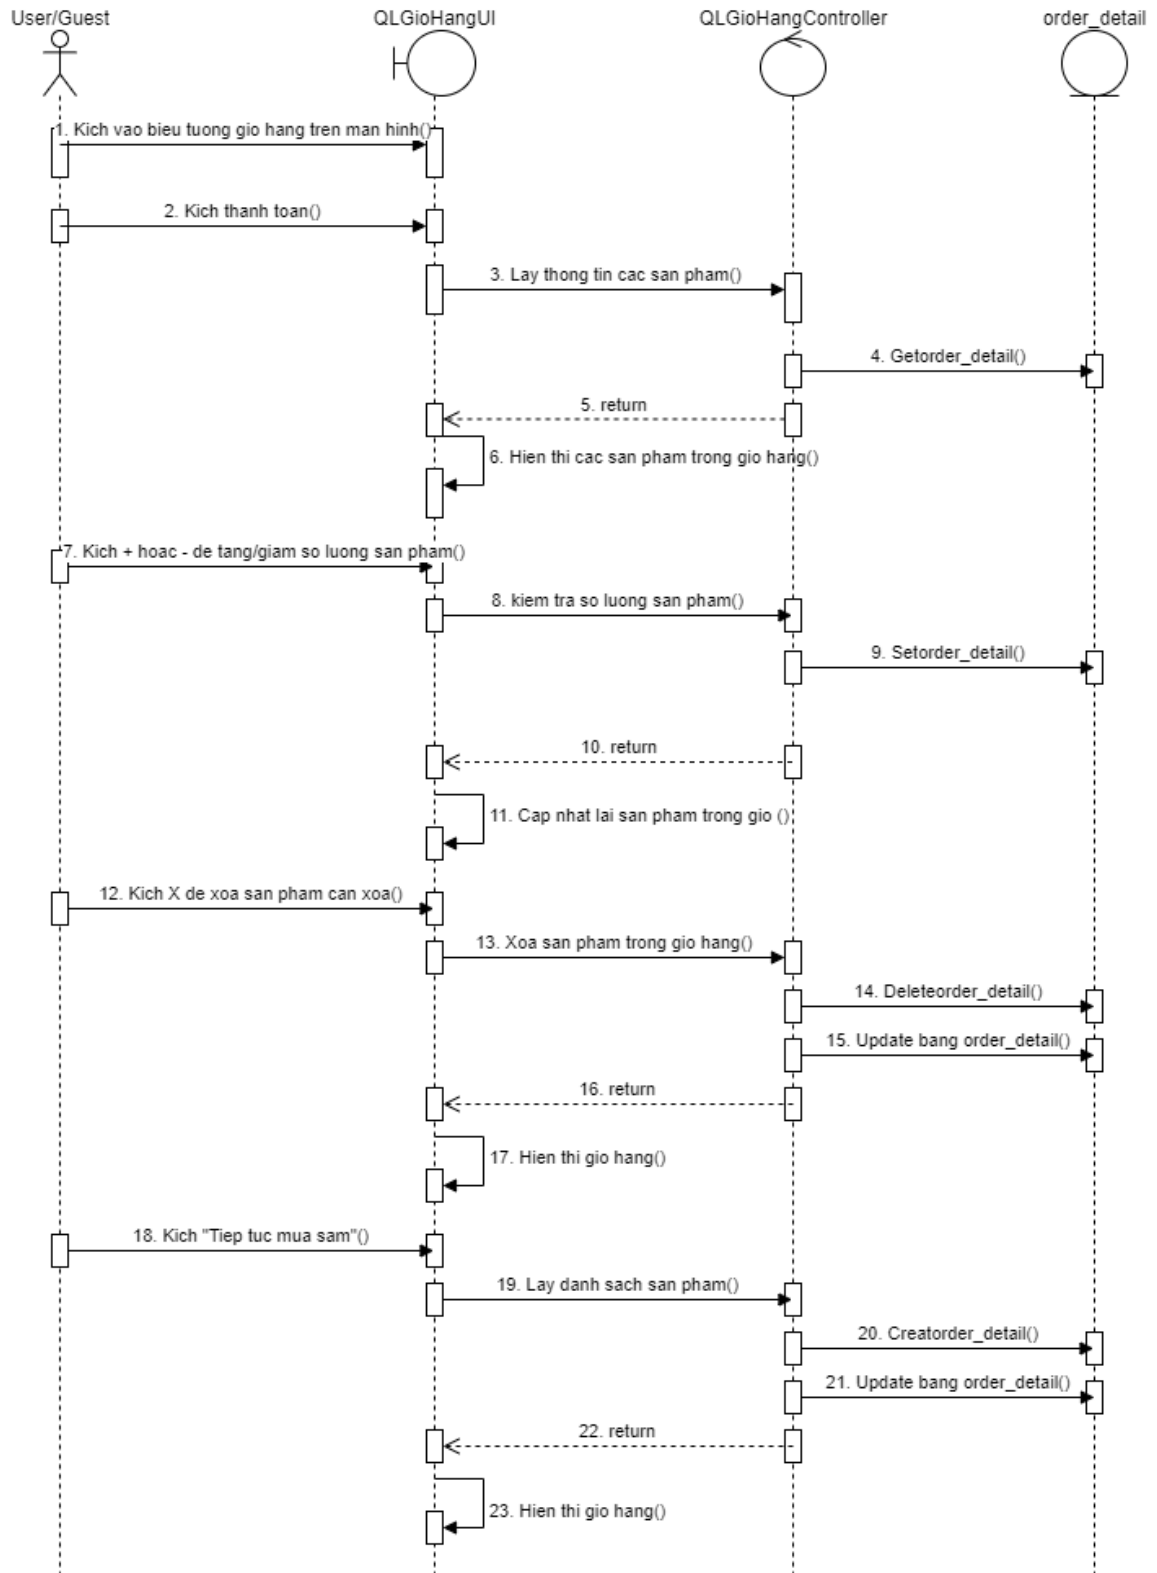 User/Guest
QLGioHangUI
QLGioHangController
order_detail
1. Kich vao bieu tuong gio hang tren man hinh()
2. Kich thanh toan()
3. Lay thong tin cac san pham()
4. Getorder_detail()
5. return
6. Hien thi cac san pham trong gio hang()
7. Kich + hoac - de tang/giam so luong san pham()
8. kiem tra so luong san pham()
9. Setorder_detail()
10. return
11. Cap nhat lai san pham trong gio ()
12. Kich X de xoa san pham can xoa()
13. Xoa san pham trong gio hang()
14. Deleteorder_detail()
15. Update bang order_detail()
16. return
17. Hien thi gio hang()
18. Kich "Tiep tuc mua sam"()
19. Lay danh sach san pham()
20. Creatorder_detail()
21. Update bang order_detail()
22. return
23. Hien thi gio hang()